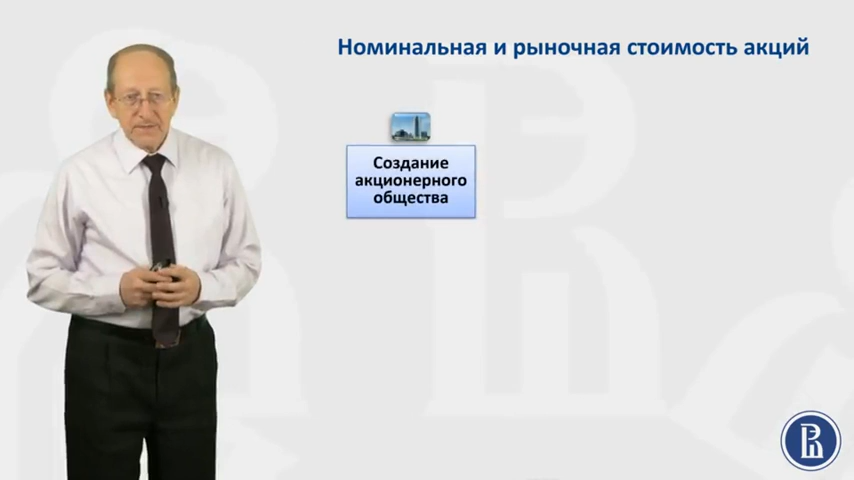 Номинальная и рыночная стоимость акций
Создание
акционерного
общества